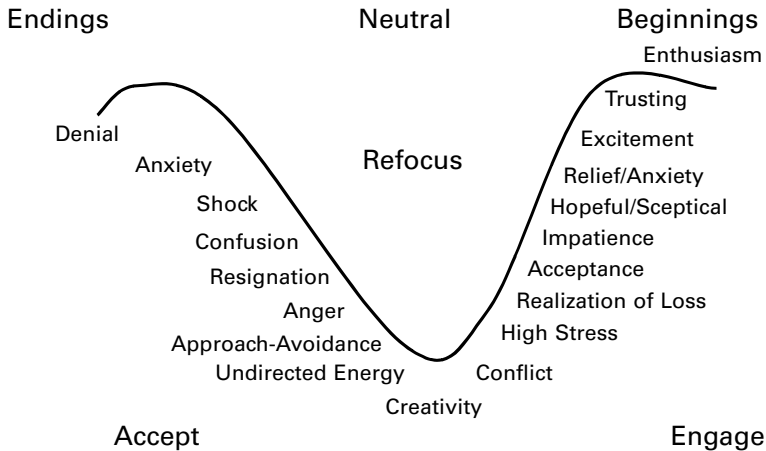 Endings
Neutral
Beginnings
Enthusiasm
Trusting
Denial
Excitement
Anxiety
Refocus
Relief/Anxiety
Shock
Hopeful/Sceptical
Confusion
Impatience
Resignation
Acceptance
Anger
Realization of Loss
Approach-Avoidance
High Stress
Undirected Energy
Conflict
Creativity
Accept
Engage